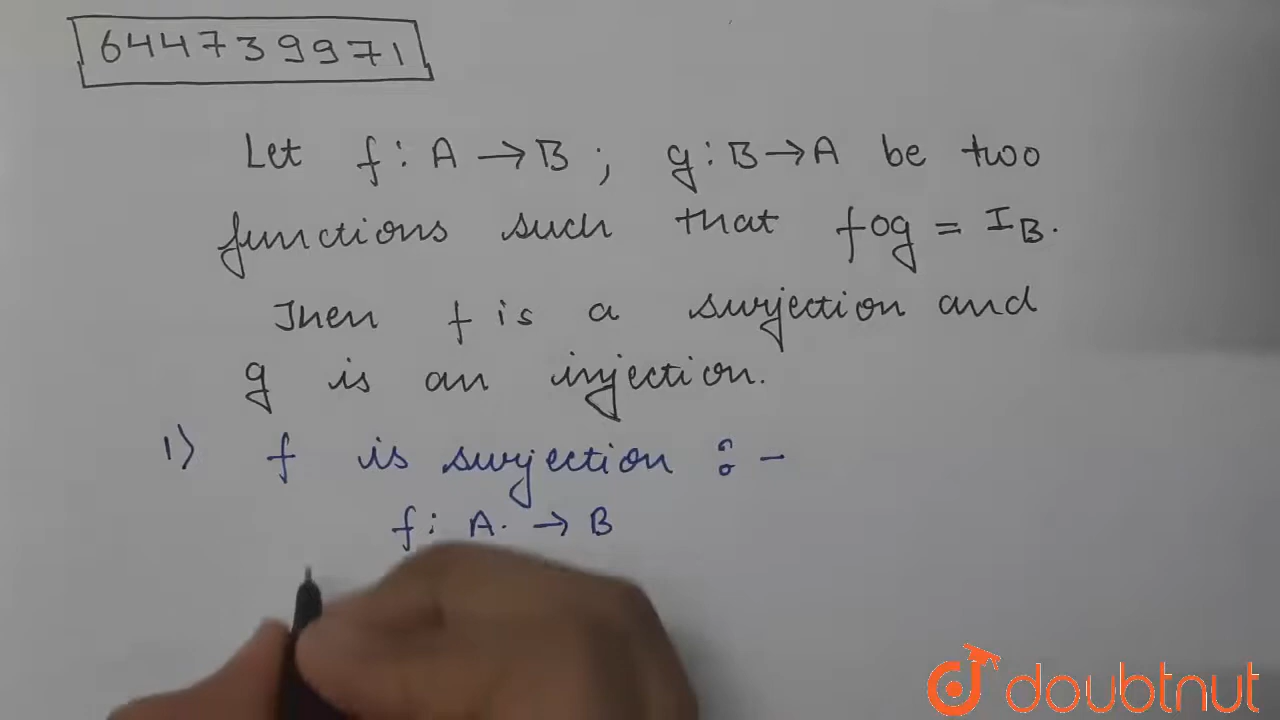 644739971
Let f : A → B ; g : B → A be two
functions such that fog = I_B.
Then f is a surjection and
g is an injection.
1) f is surjection :-
f : A. → B
doubtnut